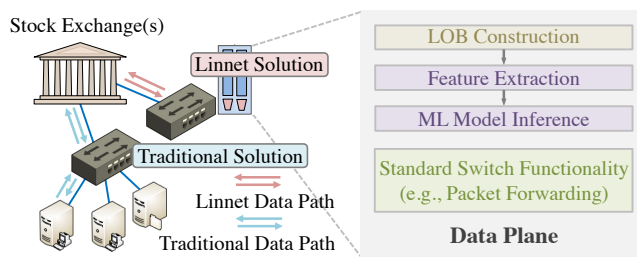 Stock Exchange(s)
Linnet Solution
Traditional Solution
Linnet Data Path
Traditional Data Path
LOB Construction
Feature Extraction
ML Model Inference
Standard Switch Functionality
(e.g., Packet Forwarding)
Data Plane